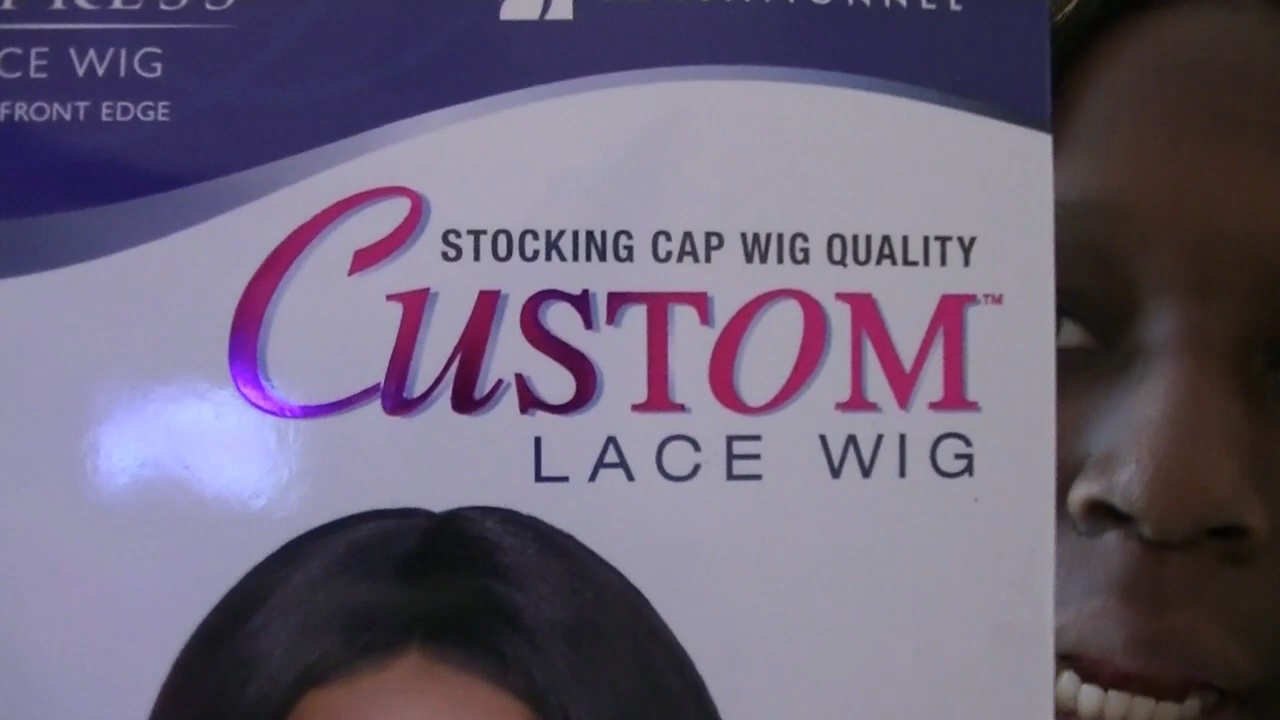 CE WIG
FRONT EDGE
STOCKING CAP WIG QUALITY
CUSTOM™
LACE WIG